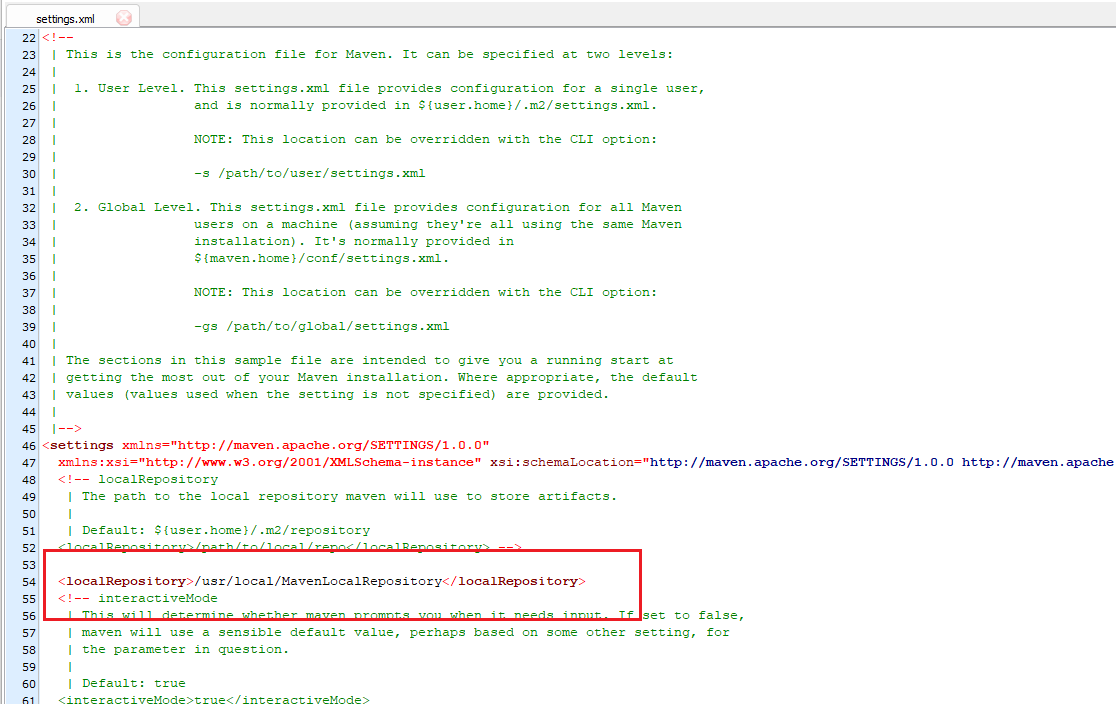 settings.xml
22 <!--
23 | This is the configuration file for Maven. It can be specified at two levels:
24 |
25 | 1. User Level. This settings.xml file provides configuration for a single user,
26 | and is normally provided in ${user.home}/.m2/settings.xml.
27 |
28 | NOTE: This location can be overridden with the CLI option:
29 |
30 | -s /path/to/user/settings.xml
31 |
32 | 2. Global Level. This settings.xml file provides configuration for all Maven
33 | users on a machine (assuming they're all using the same Maven
34 | installation). It's normally provided in
35 | ${maven.home}/conf/settings.xml.
36 |
37 | NOTE: This location can be overridden with the CLI option:
38 |
39 | -gs /path/to/global/settings.xml
40 |
41 | The sections in this sample file are intended to give you a running start at
42 | getting the most out of your Maven installation. Where appropriate, the default
43 | values (values used when the setting is not specified) are provided.
44 |
45 |-->
46 <settings xmlns="http://maven.apache.org/SETTINGS/1.0.0"
47 xmlns:xsi="http://www.w3.org/2001/XMLSchema-instance" xsi:schemaLocation="http://maven.apache.org/SETTINGS/1.0.0 http://maven.apache
48 <!-- localRepository
49 | The path to the local repository maven will use to store artifacts.
50 |
51 | Default: ${user.home}/.m2/repository
52 <localRepository>/path/to/local/repo</localRepository> -->
53
54 <localRepository>/usr/local/MavenLocalRepository</localRepository>
55 <!-- interactiveMode
56 | This will determine whether maven prompts you when it needs input. If set to false,
57 | maven will use a sensible default value, perhaps based on some other setting, for
58 | the parameter in question.
59 |
60 | Default: true
61 <interactiveMode>true</interactiveMode>